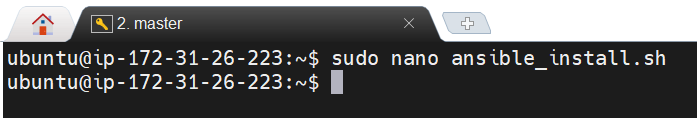 2. master
ubuntu@ip-172-31-26-223:~$ sudo nano ansible_install.sh
ubuntu@ip-172-31-26-223:~$